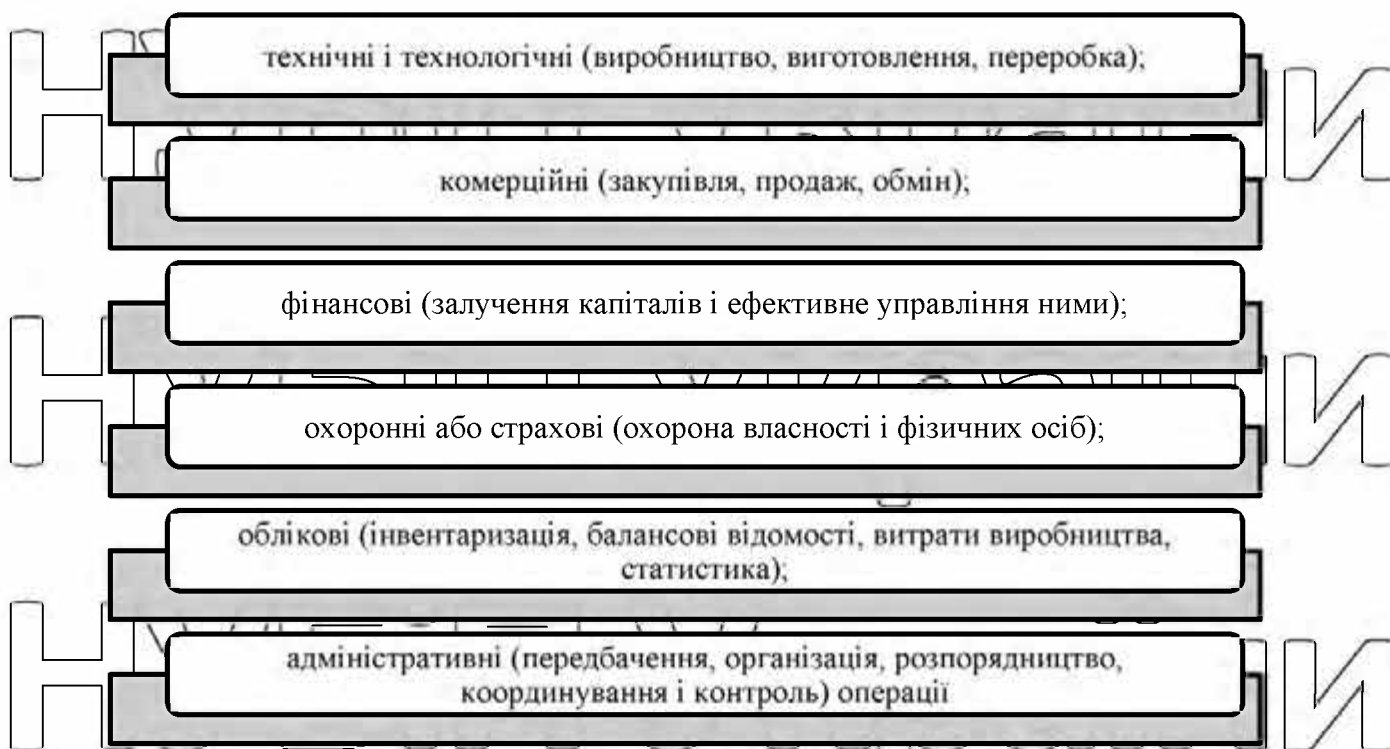 технічні і технологічні (виробництво, виготовлення, переробка);
комерційні (закупівля, продаж, обмін);
фінансові (залучення капіталів і ефективне управління ними);
охоронні або страхові (охорона власності і фізичних осіб);
облікові (інвентаризація, балансові відомості, витрати виробництва,
статистика);
адміністративні (передбачення, організація, розпорядництво,
координування і контроль) операції